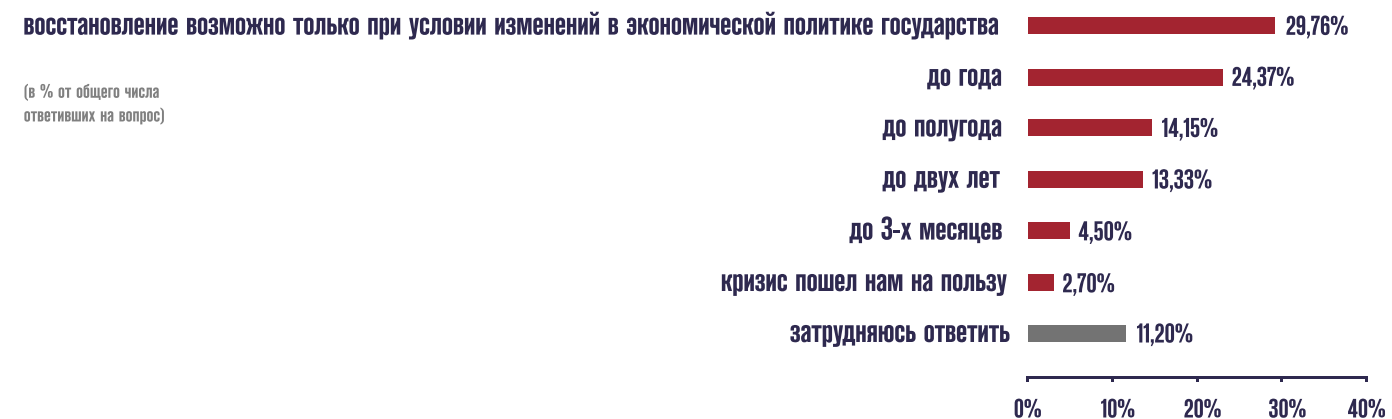 восстановление возможно только при условии изменений в экономической политике государства 29,76%
до года 24,37%
(в % от общего числа
ответивших на вопрос)
до полугода 14,15%
до двух лет 13,33%
до 3-х месяцев 4,50%
кризис пошел нам на пользу 2,70%
затрудняюсь ответить 11,20%
0% 10% 20% 30% 40%